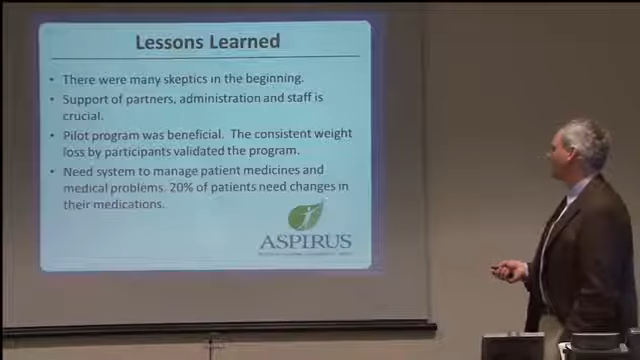 Lessons Learned
• There were many skeptics in the beginning.
• Support of partners, administration and staff is
crucial.
• Pilot program was beneficial. The consistent weight
loss by participants validated the program.
• Need system to manage patient medicines and
medical problems. 20% of patients need changes in
their medications.
ASPIRUS